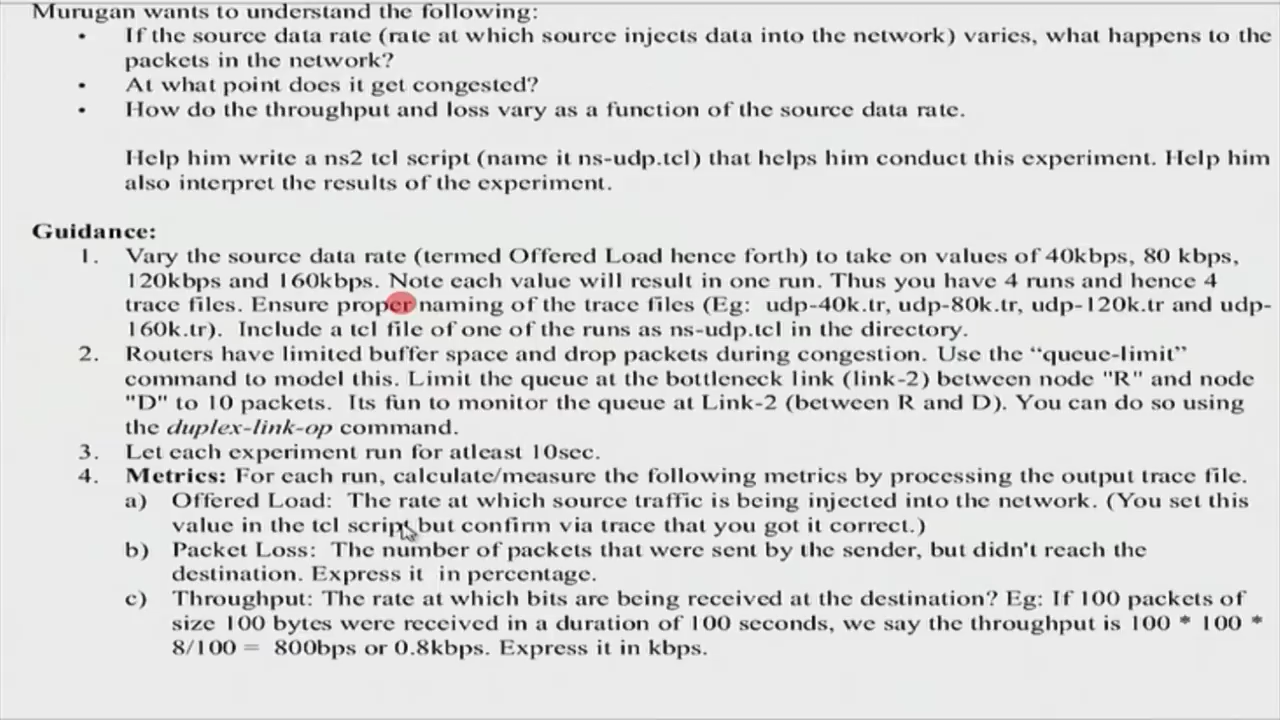 Murugan wants to understand the following:
• If the source data rate (rate at which source injects data into the network) varies, what happens to the
packets in the network?
• At what point does it get congested?
• How do the throughput and loss vary as a function of the source data rate.
Help him write a ns2 tcl script (name it ns-udp.tcl) that helps him conduct this experiment. Help him
also interpret the results of the experiment.
Guidance:
1. Vary the source data rate (termed Offered Load hence forth) to take on values of 40kbps, 80 kbps,
120kbps and 160kbps. Note each value will result in one run. Thus you have 4 runs and hence 4
trace files. Ensure proper naming of the trace files (Eg: udp-40k.tr, udp-80k.tr, udp-120k.tr and udp-
160k.tr). Include a tcl file of one of the runs as ns-udp.tcl in the directory.
2. Routers have limited buffer space and drop packets during congestion. Use the “queue-limit”
command to model this. Limit the queue at the bottleneck link (link-2) between node "R" and node
"D" to 10 packets. Its fun to monitor the queue at Link-2 (between R and D). You can do so using
the duplex-link-op command.
3. Let each experiment run for atleast 10sec.
4. Metrics: For each run, calculate/measure the following metrics by processing the output trace file.
a) Offered Load: The rate at which source traffic is being injected into the network. (You set this
value in the tcl script but confirm via trace that you got it correct.)
b) Packet Loss: The number of packets that were sent by the sender, but didn't reach the
destination. Express it in percentage.
c) Throughput: The rate at which bits are being received at the destination? Eg: If 100 packets of
size 100 bytes were received in a duration of 100 seconds, we say the throughput is 100 * 100 *
8/100 = 800bps or 0.8kbps. Express it in kbps.